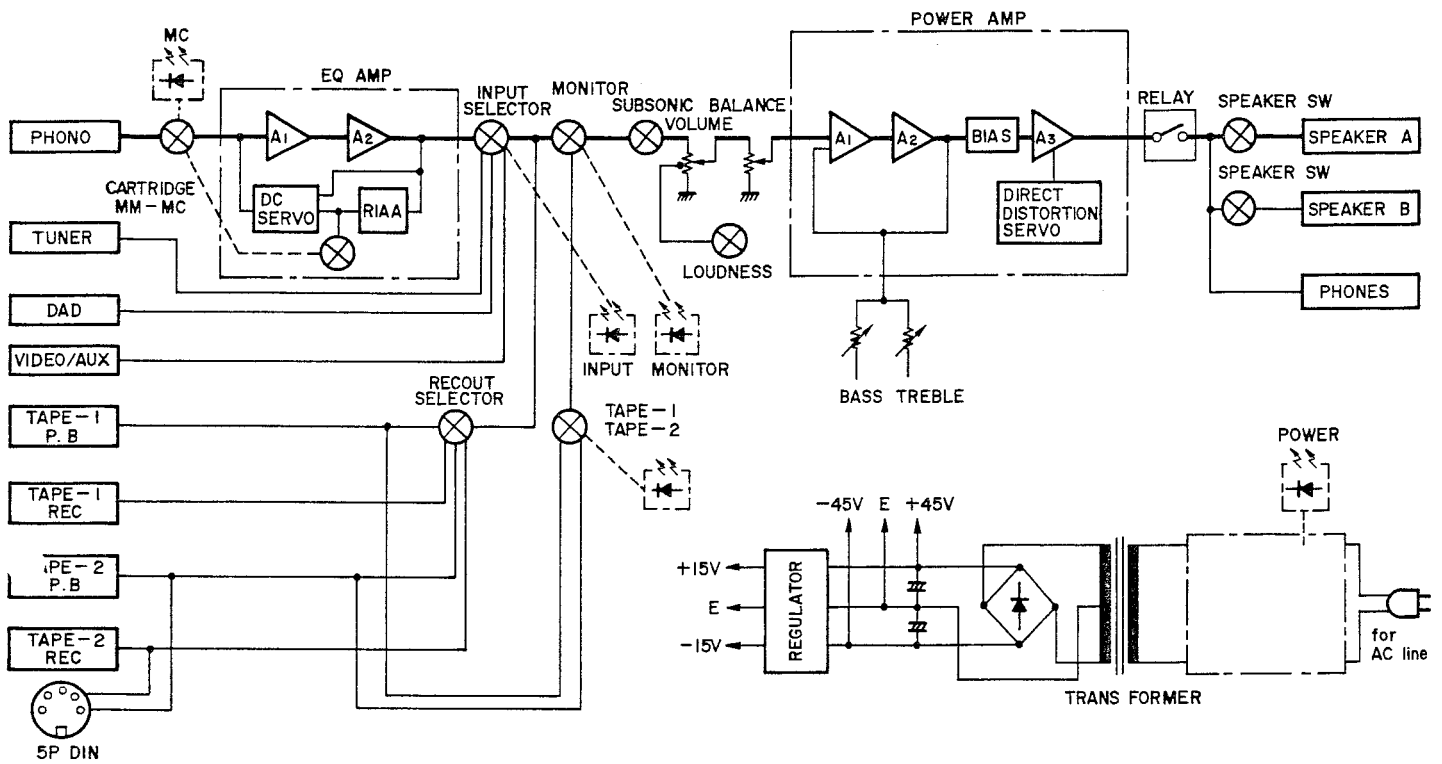 POWER AMP
MC
EQ AMP
INPUT
SELECTOR
MONITOR
SUBSONIC BALANCE
VOLUME
RELAY
SPEAKER SW
PHONO
A1
A2
A1
A2
BIAS
A3
SPEAKER A
CARTRIDGE
MM-MC
DC
SERVO
RIAA
DIRECT
DISTORTION
SERVO
SPEAKER SW
SPEAKER B
TUNER
LOUDNESS
DAD
PHONES
VIDEO/AUX
INPUT
MONITOR
BASS TREBLE
RECOUT
SELECTOR
TAPE-1
P.B
TAPE-1
TAPE-2
POWER
TAPE-1
REC
-45V E +45V
PE-2
P.B
+15V
E
-15V
REGULATOR
TAPE-2
REC
for
AC line
TRANS FORMER
5P DIN